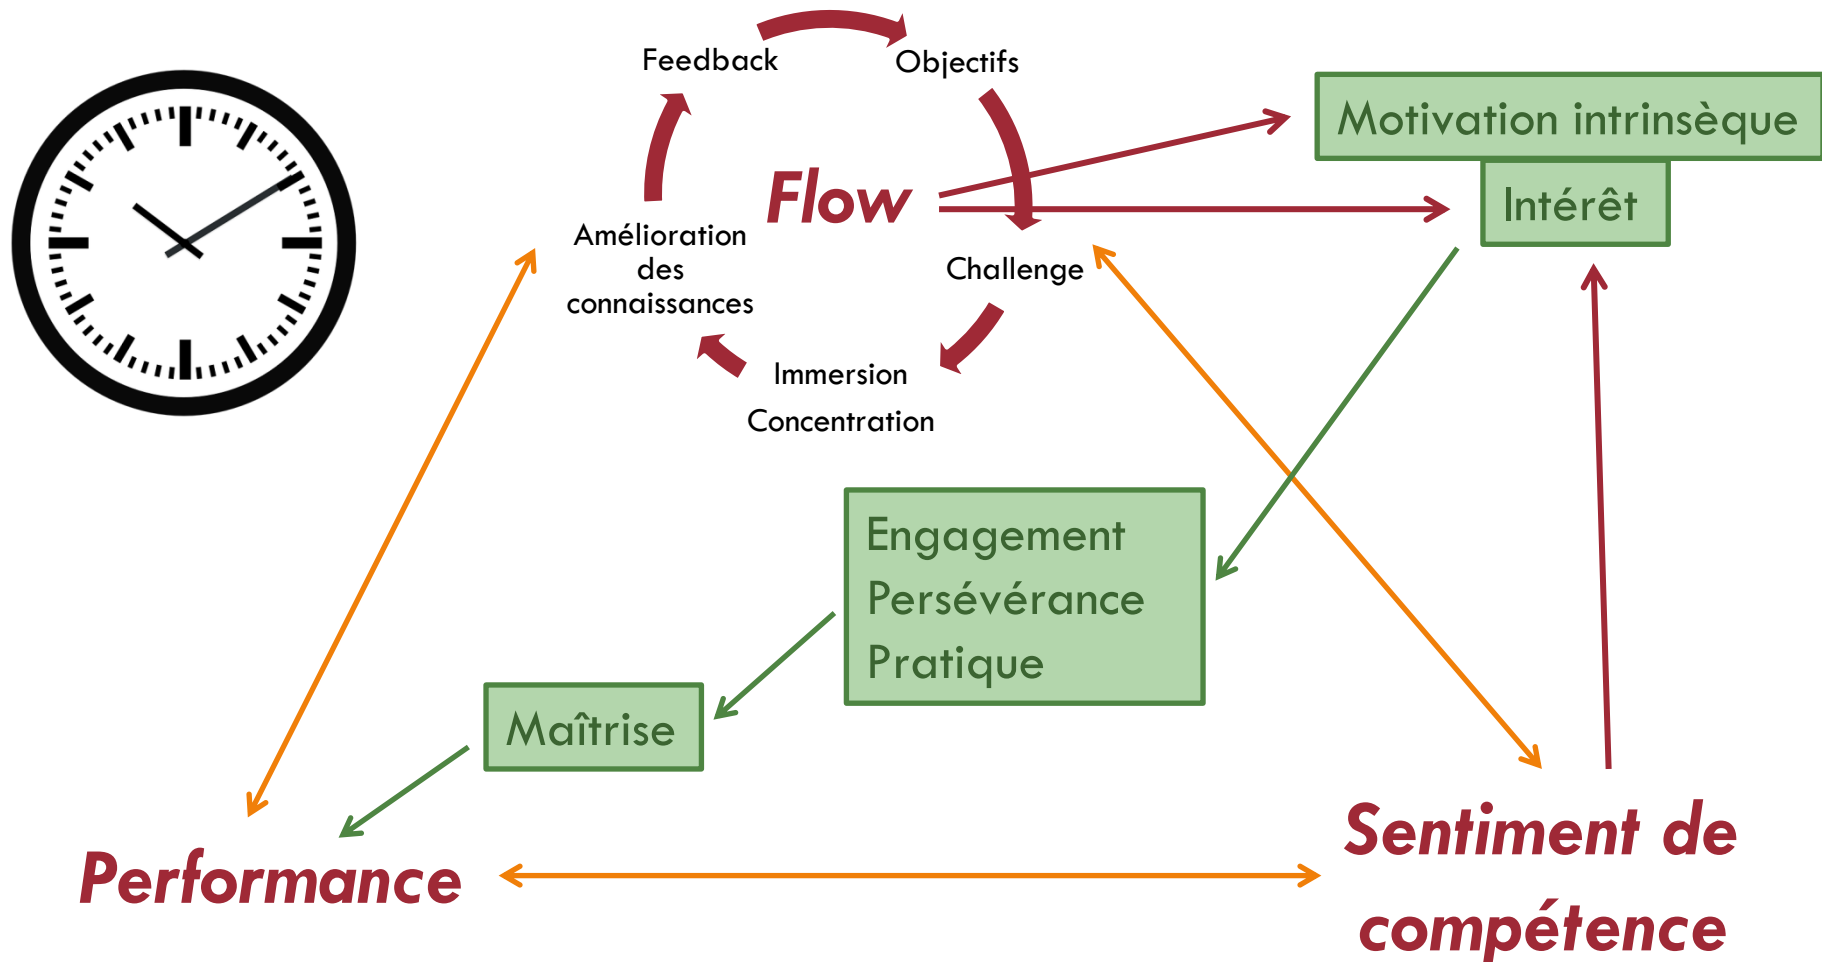 Feedback
Objectifs
Motivation intrinsèque
Flow
Intérêt
Amélioration
des
connaissances
Challenge
Immersion
Concentration
Engagement
Persévérance
Pratique
Maîtrise
Performance
Sentiment de
compétence